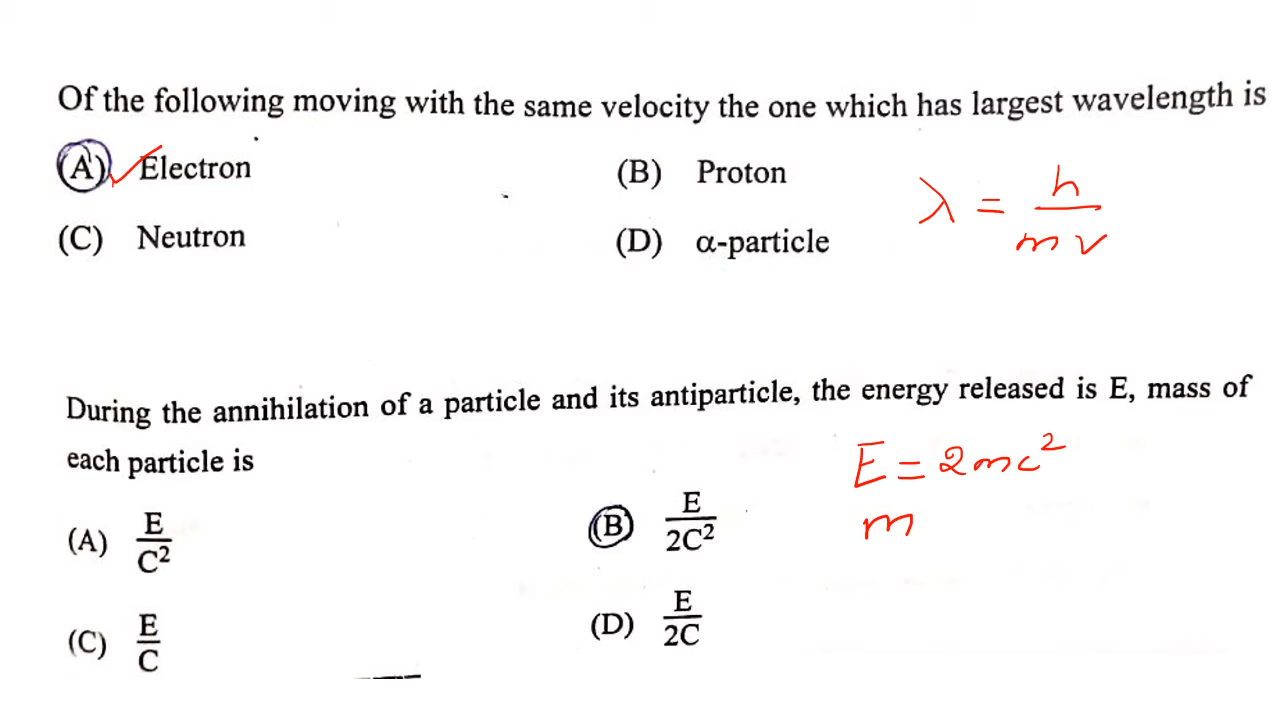 Of the following moving with the same velocity the one which has largest wavelength is
(A) Electron (B) Proton
λ = h / m v
(C) Neutron (D) α-particle
During the annihilation of a particle and its antiparticle, the energy released is E, mass of
each particle is
E = 2mc²
m
(A) E/C² (B) E/2C²
(C) E/C (D) E/2C